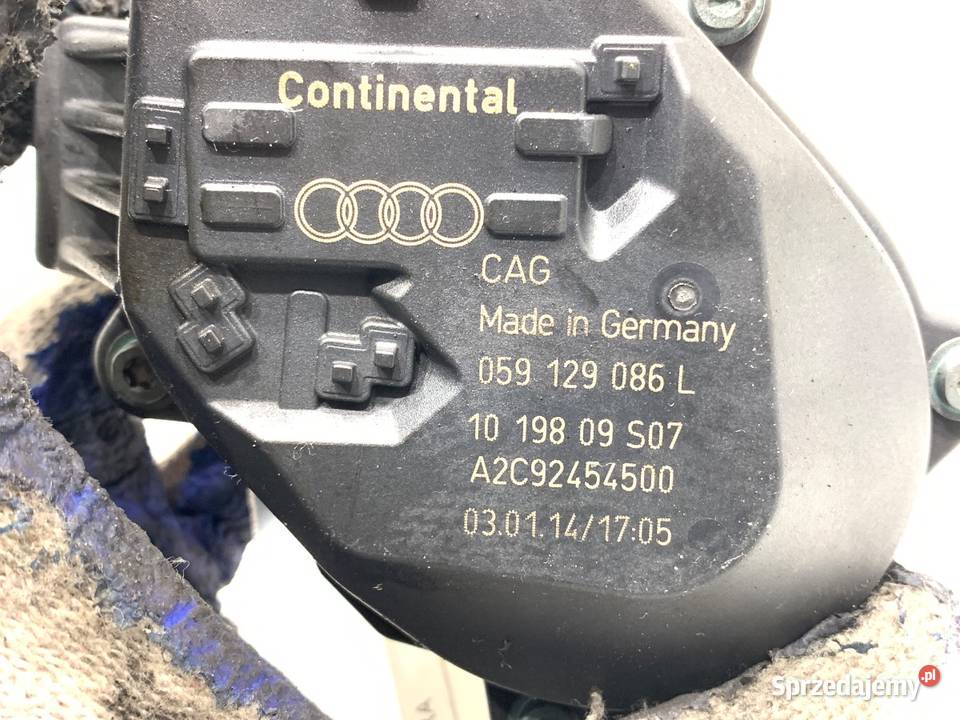 Continental
CAG
Made in Germany
059 129 086 L
10 198 09 S07
A2C92454500
03.01.14/17:05
Sprzedajemy.pl